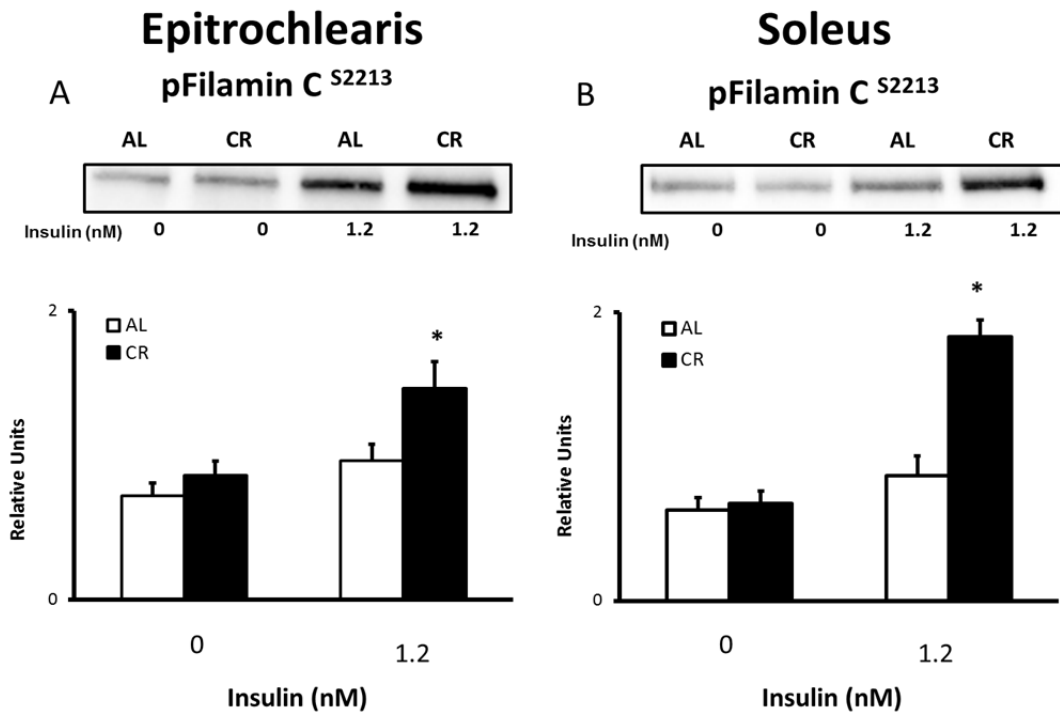 Epitrochlearis
A
pFilamin C S2213
AL CR AL CR
Insulin (nM) 0 0 1.2 1.2
2
AL
CR
*
Relative Units
0
0 1.2
Insulin (nM)
Soleus
B
pFilamin C S2213
AL CR AL CR
Insulin (nM) 0 0 1.2 1.2
2
*
AL
CR
Relative Units
0
0 1.2
Insulin (nM)